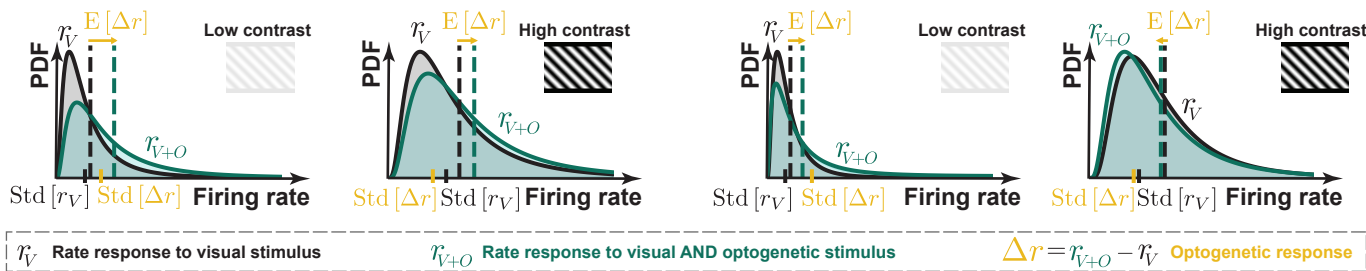 E [Δr]
r_V
Low contrast
PDF
r_{V+O}
Std [r_V]
Std [Δr]
Firing rate
E [Δr]
r_V
High contrast
PDF
r_{V+O}
Std [Δr]
Std [r_V]
Firing rate
E [Δr]
r_V
Low contrast
PDF
r_{V+O}
Std [r_V]
Std [Δr]
Firing rate
E [Δr]
r_{V+O}
High contrast
PDF
r_V
Std [Δr]
Std [r_V]
Firing rate
r_V Rate response to visual stimulus
r_{V+O} Rate response to visual AND optogenetic stimulus
Δr = r_{V+O} − r_V Optogenetic response